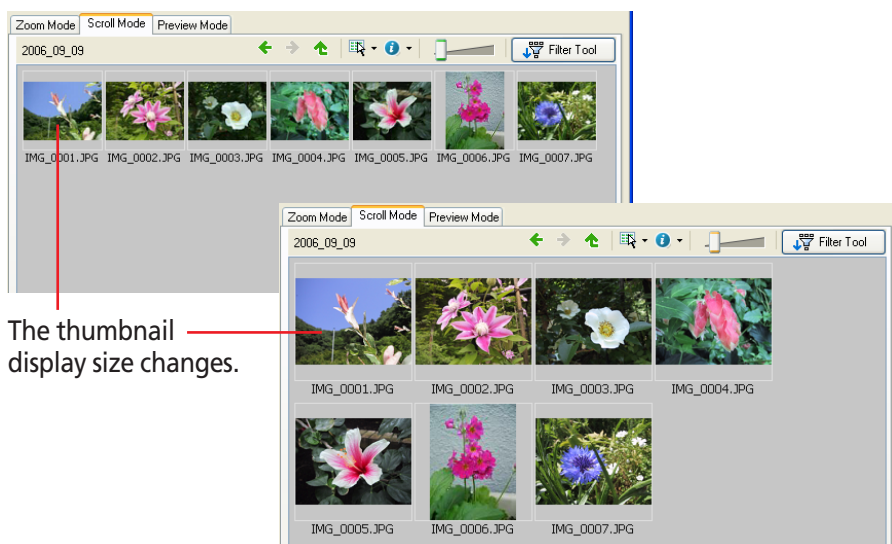 Zoom Mode Scroll Mode Preview Mode
2006_09_09 Filter Tool
IMG_0001.JPG IMG_0002.JPG IMG_0003.JPG IMG_0004.JPG IMG_0005.JPG IMG_0006.JPG IMG_0007.JPG
Zoom Mode Scroll Mode Preview Mode
2006_09_09 Filter Tool
The thumbnail
display size changes.
IMG_0001.JPG IMG_0002.JPG IMG_0003.JPG IMG_0004.JPG
IMG_0005.JPG IMG_0006.JPG IMG_0007.JPG